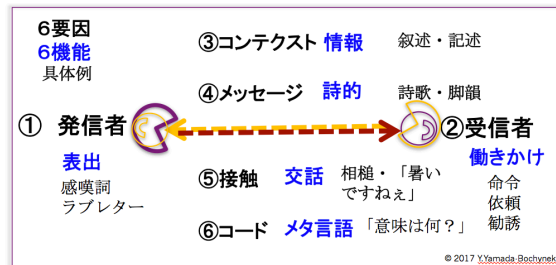 6要因
6機能
具体例
③コンテクスト 情報 叙述・記述
④メッセージ 詩的 詩歌・脚韻
① 発信者
②受信者
表出
感嘆詞
ラブレター
働きかけ
命令
依頼
勧誘
⑤接触 交話 相槌・「暑い
ですねぇ」
⑥コード メタ言語 「意味は何？」
© 2017 Y.Yamada-Bochynek